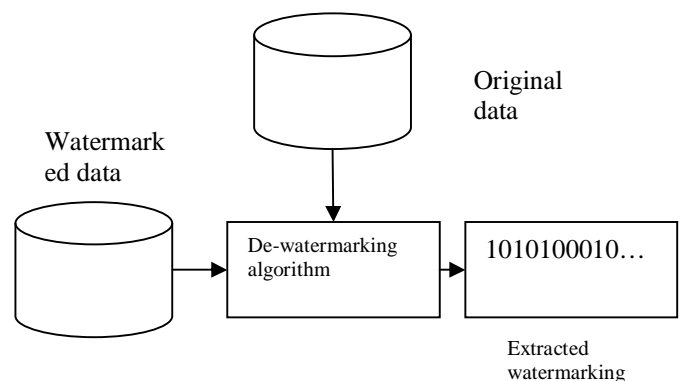 Original
data
Watermark
ed data
De-watermarking
algorithm
1010100010…
Extracted
watermarking